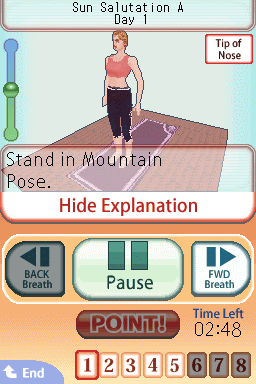 Sun Salutation A
Day 1
Tip of
Nose
Stand in Mountain
Pose.
Hide Explanation
BACK
Breath
Pause
FWD
Breath
POINT!
Time Left
02:48
End
1 2 3 4 5 6 7 8